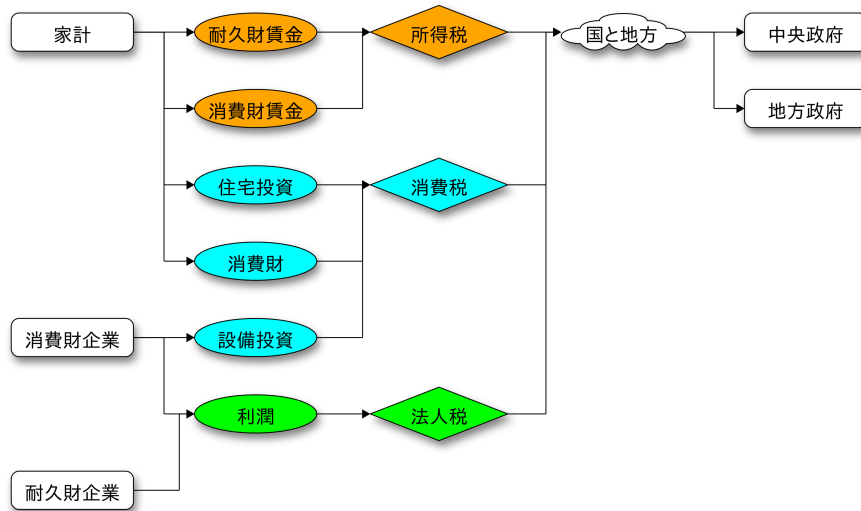 家計
耐久財賃金
所得税
国と地方
中央政府
消費財賃金
地方政府
住宅投資
消費税
消費財
消費財企業
設備投資
利潤
法人税
耐久財企業